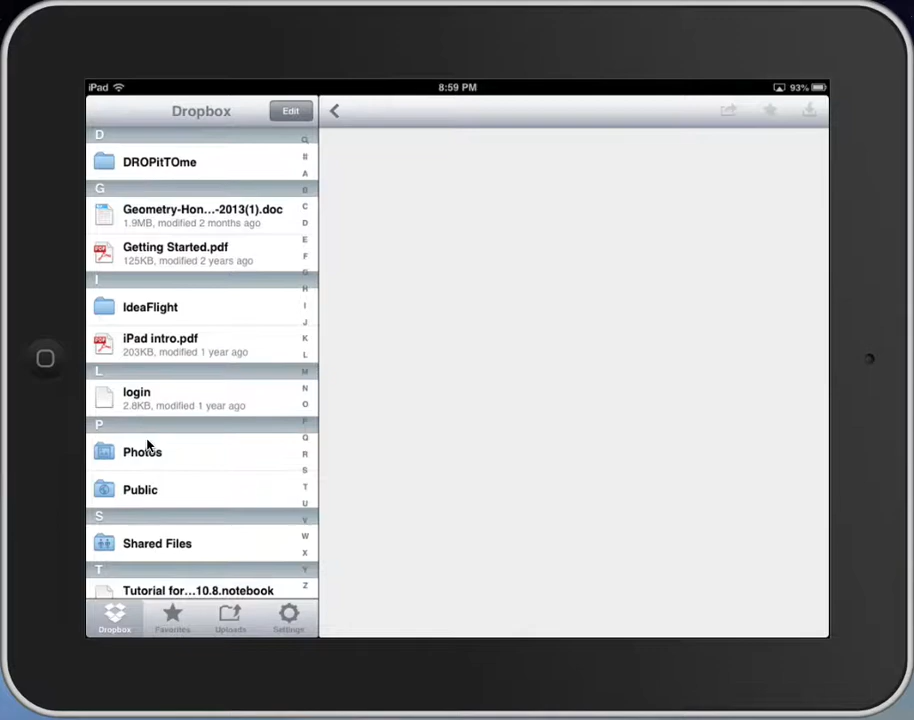 iPad
8:59 PM
93%
Dropbox
Edit
D
DROPitTOme
G
Geometry-Hon...-2013(1).doc
1.9MB, modified 2 months ago
Getting Started.pdf
125KB, modified 2 years ago
I
IdeaFlight
iPad intro.pdf
203KB, modified 1 year ago
L
login
2.8KB, modified 1 year ago
P
Photos
Public
S
Shared Files
T
Tutorial for...10.8.notebook
#
A
B
C
D
E
F
G
H
I
J
K
L
M
N
O
P
Q
R
S
T
U
V
W
X
Y
Z
Dropbox
Favorites
Uploads
Settings